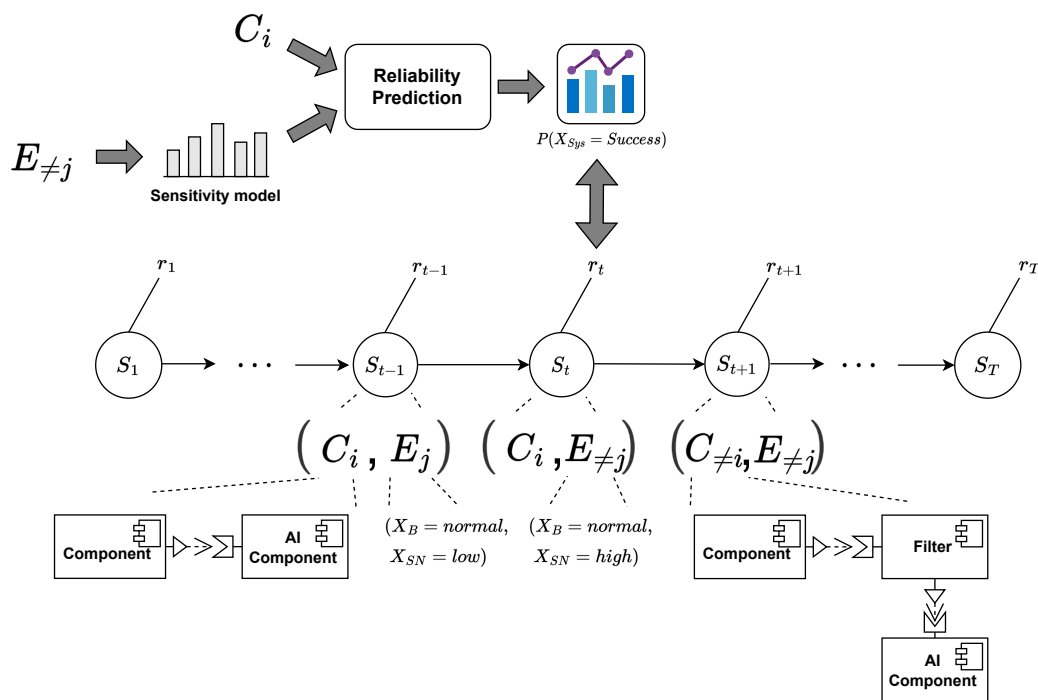 C_i
Reliability
Prediction
P(X_{Sys} = Success)
E_{≠j}
Sensitivity model
r_1
r_{t−1}
r_t
r_{t+1}
r_T
S_1
· · ·
S_{t−1}
S_t
S_{t+1}
· · ·
S_T
( C_i , E_j )
( C_i , E_{≠j} )
( C_{≠i} , E_{≠j} )
Component
AI
Component
(X_B = normal,
X_{SN} = low)
(X_B = normal,
X_{SN} = high)
Component
Filter
AI
Component